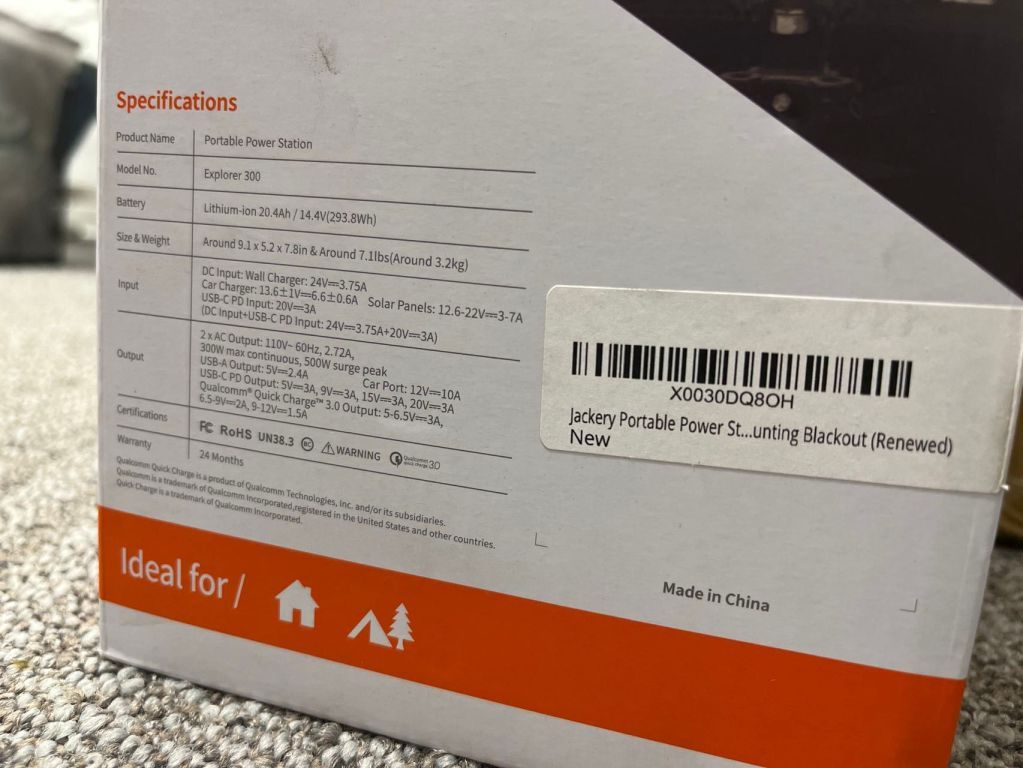 Specifications
Product Name Portable Power Station
Model No. Explorer 300
Battery Lithium-ion 20.4Ah / 14.4V(293.8Wh)
Size & Weight Around 9.1 x 5.2 x 7.8in & Around 7.1lbs(Around 3.2kg)
Input DC Input: Wall Charger: 24V⎓3.75A
Car Charger: 13.6±1V⎓6.6±0.6A Solar Panels: 12.6-22V⎓3-7A
USB-C PD Input: 20V⎓3A
(DC Input+USB-C PD Input: 24V⎓3.75A+20V⎓3A)
Output 2 x AC Output: 110V~ 60Hz, 2.72A,
300W max continuous, 500W surge peak
USB-A Output: 5V⎓2.4A Car Port: 12V⎓10A
USB-C PD Output: 5V⎓3A, 9V⎓3A, 15V⎓3A, 20V⎓3A
Qualcomm® Quick Charge™ 3.0 Output: 5-6.5V⎓3A,
6.5-9V⎓2A, 9-12V⎓1.5A
Certifications FC RoHS UN38.3 BC WARNING Qualcomm quick charge 3.0
Warranty 24 Months
Qualcomm Quick Charge is a product of Qualcomm Technologies, Inc. and/or its subsidiaries.
Qualcomm is a trademark of Qualcomm Incorporated,registered in the United States and other countries.
Quick Charge is a trademark of Qualcomm Incorporated.
X0030DQ8OH
Jackery Portable Power St...unting Blackout (Renewed)
New
Made in China
Ideal for /